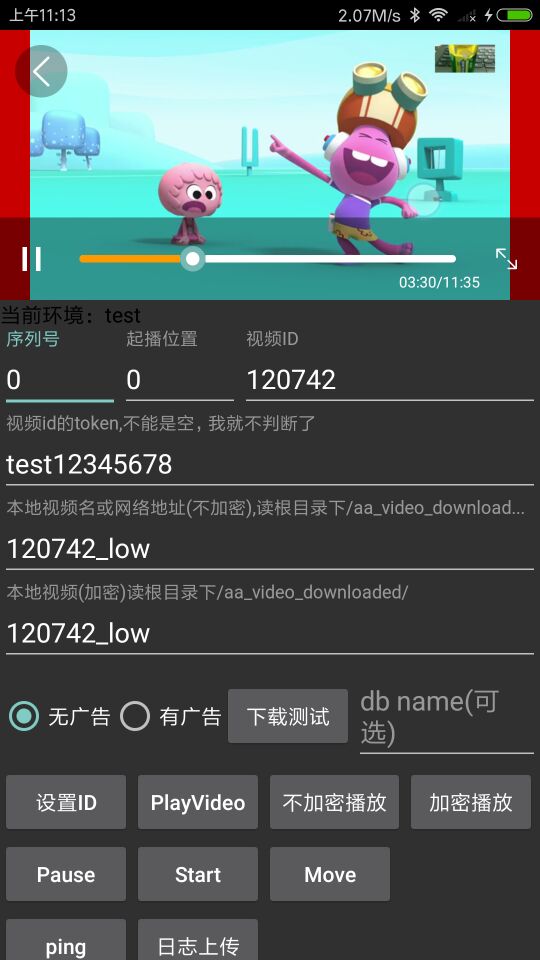 上午11:13
2.07M/s
03:30/11:35
当前环境：test
序列号 起播位置 视频ID
0 0 120742
视频id的token,不能是空，我就不判断了
test12345678
本地视频名或网络地址(不加密),读根目录下/aa_video_download...
120742_low
本地视频(加密)读根目录下/aa_video_downloaded/
120742_low
无广告 有广告 下载测试 db name(可
选)
设置ID PlayVideo 不加密播放 加密播放
Pause Start Move
ping 日志上传